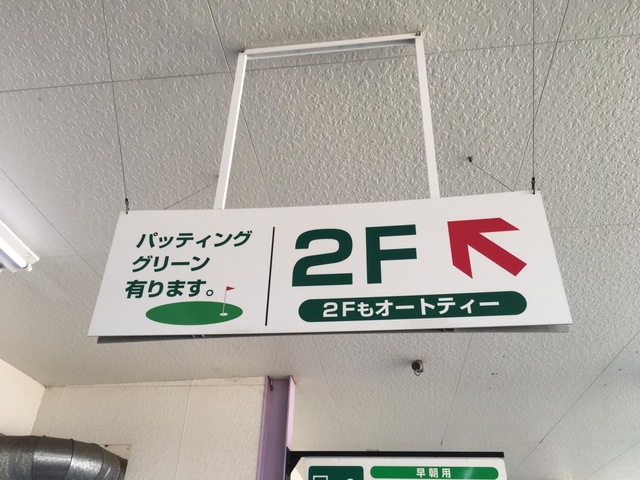 パッティング
グリーン
有ります。
2F
2Fもオートティー
早朝用